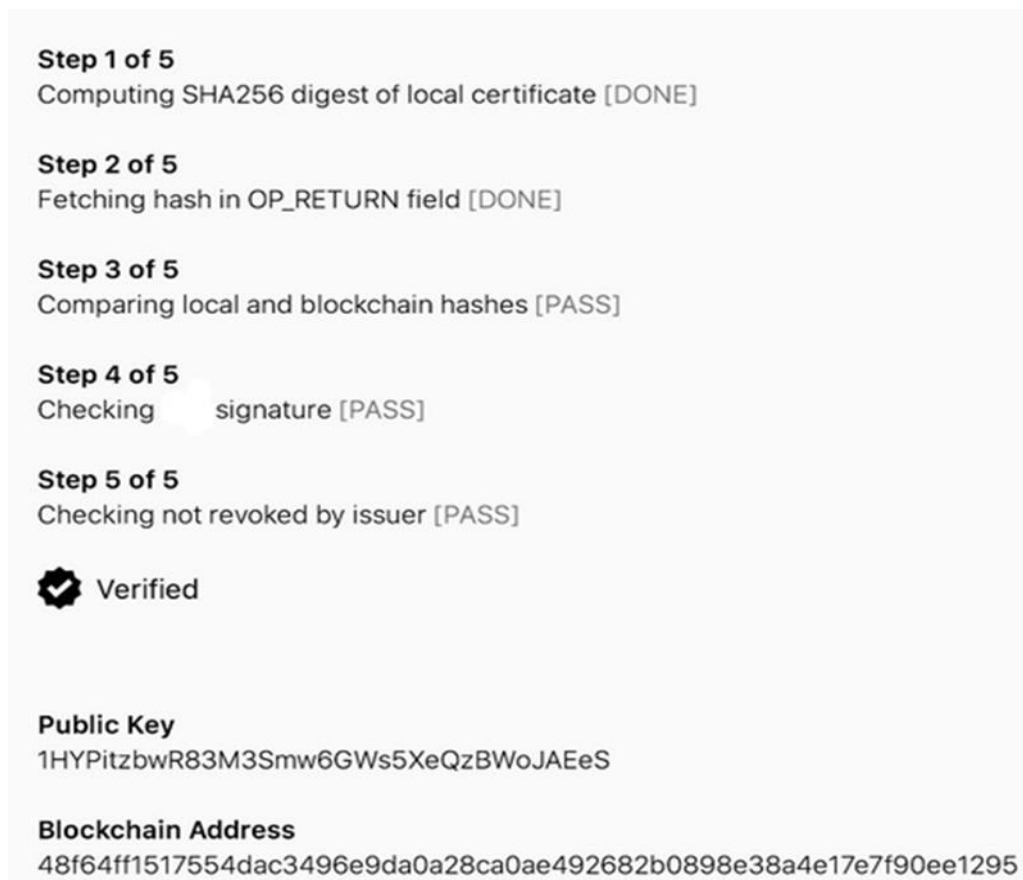 Step 1 of 5
Computing SHA256 digest of local certificate [DONE]
Step 2 of 5
Fetching hash in OP_RETURN field [DONE]
Step 3 of 5
Comparing local and blockchain hashes [PASS]
Step 4 of 5
Checking signature [PASS]
Step 5 of 5
Checking not revoked by issuer [PASS]
Verified
Public Key
1HYPitzbwR83M3Smw6GWs5XeQzBWoJAEeS
Blockchain Address
48f64ff1517554dac3496e9da0a28ca0ae492682b0898e38a4e17e7f90ee1295